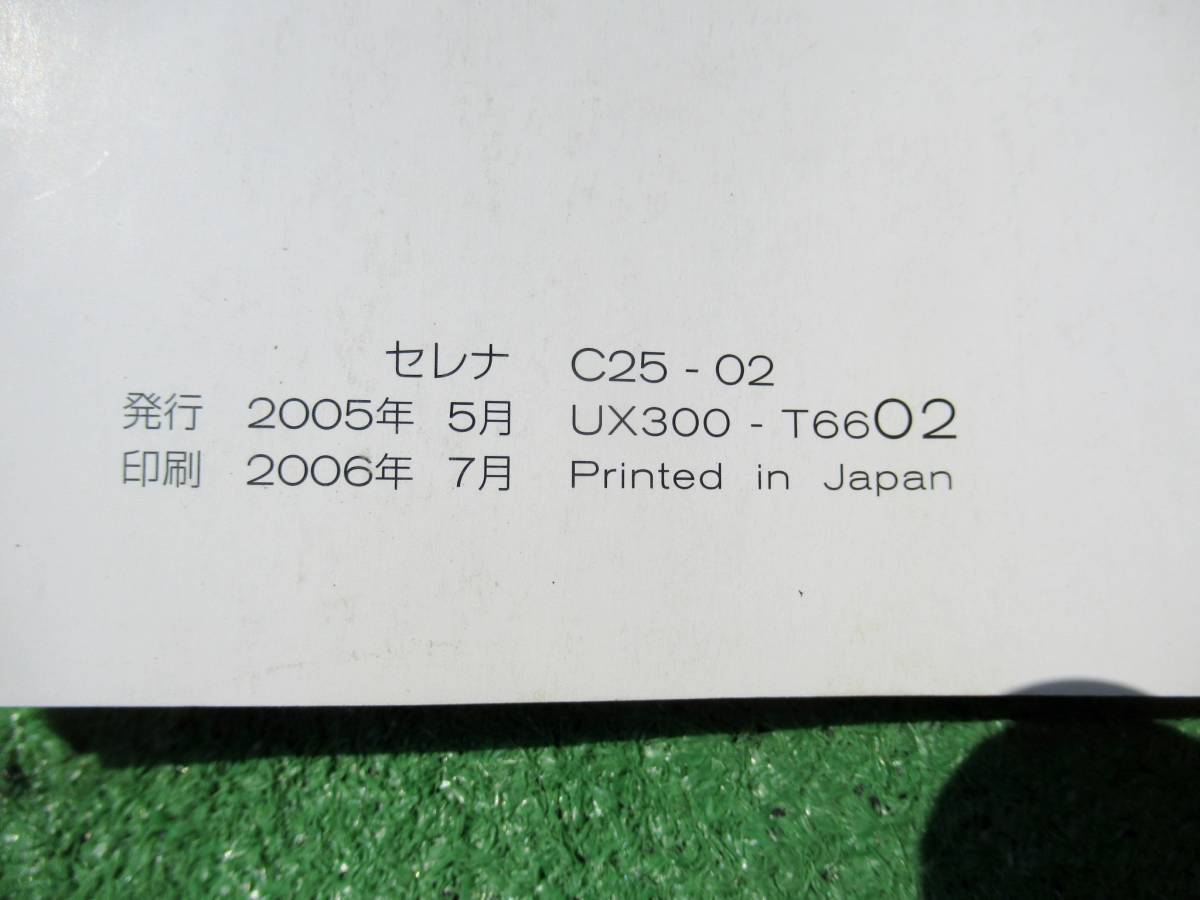 セレナ C25 - 02
発行 2005年 5月 UX300 - T6602
印刷 2006年 7月 Printed in Japan